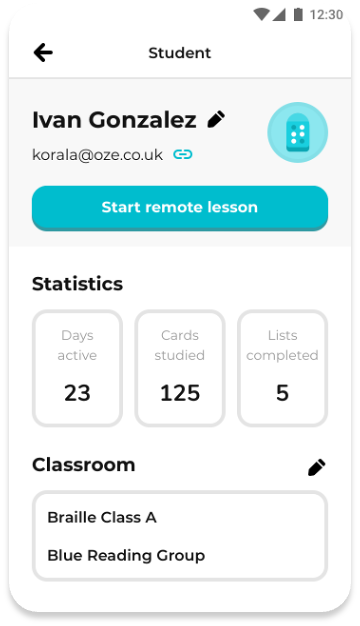 12:30
Student
Ivan Gonzalez
korala@oze.co.uk
Start remote lesson
Statistics
Days
active
23
Cards
studied
125
Lists
completed
5
Classroom
Braille Class A
Blue Reading Group